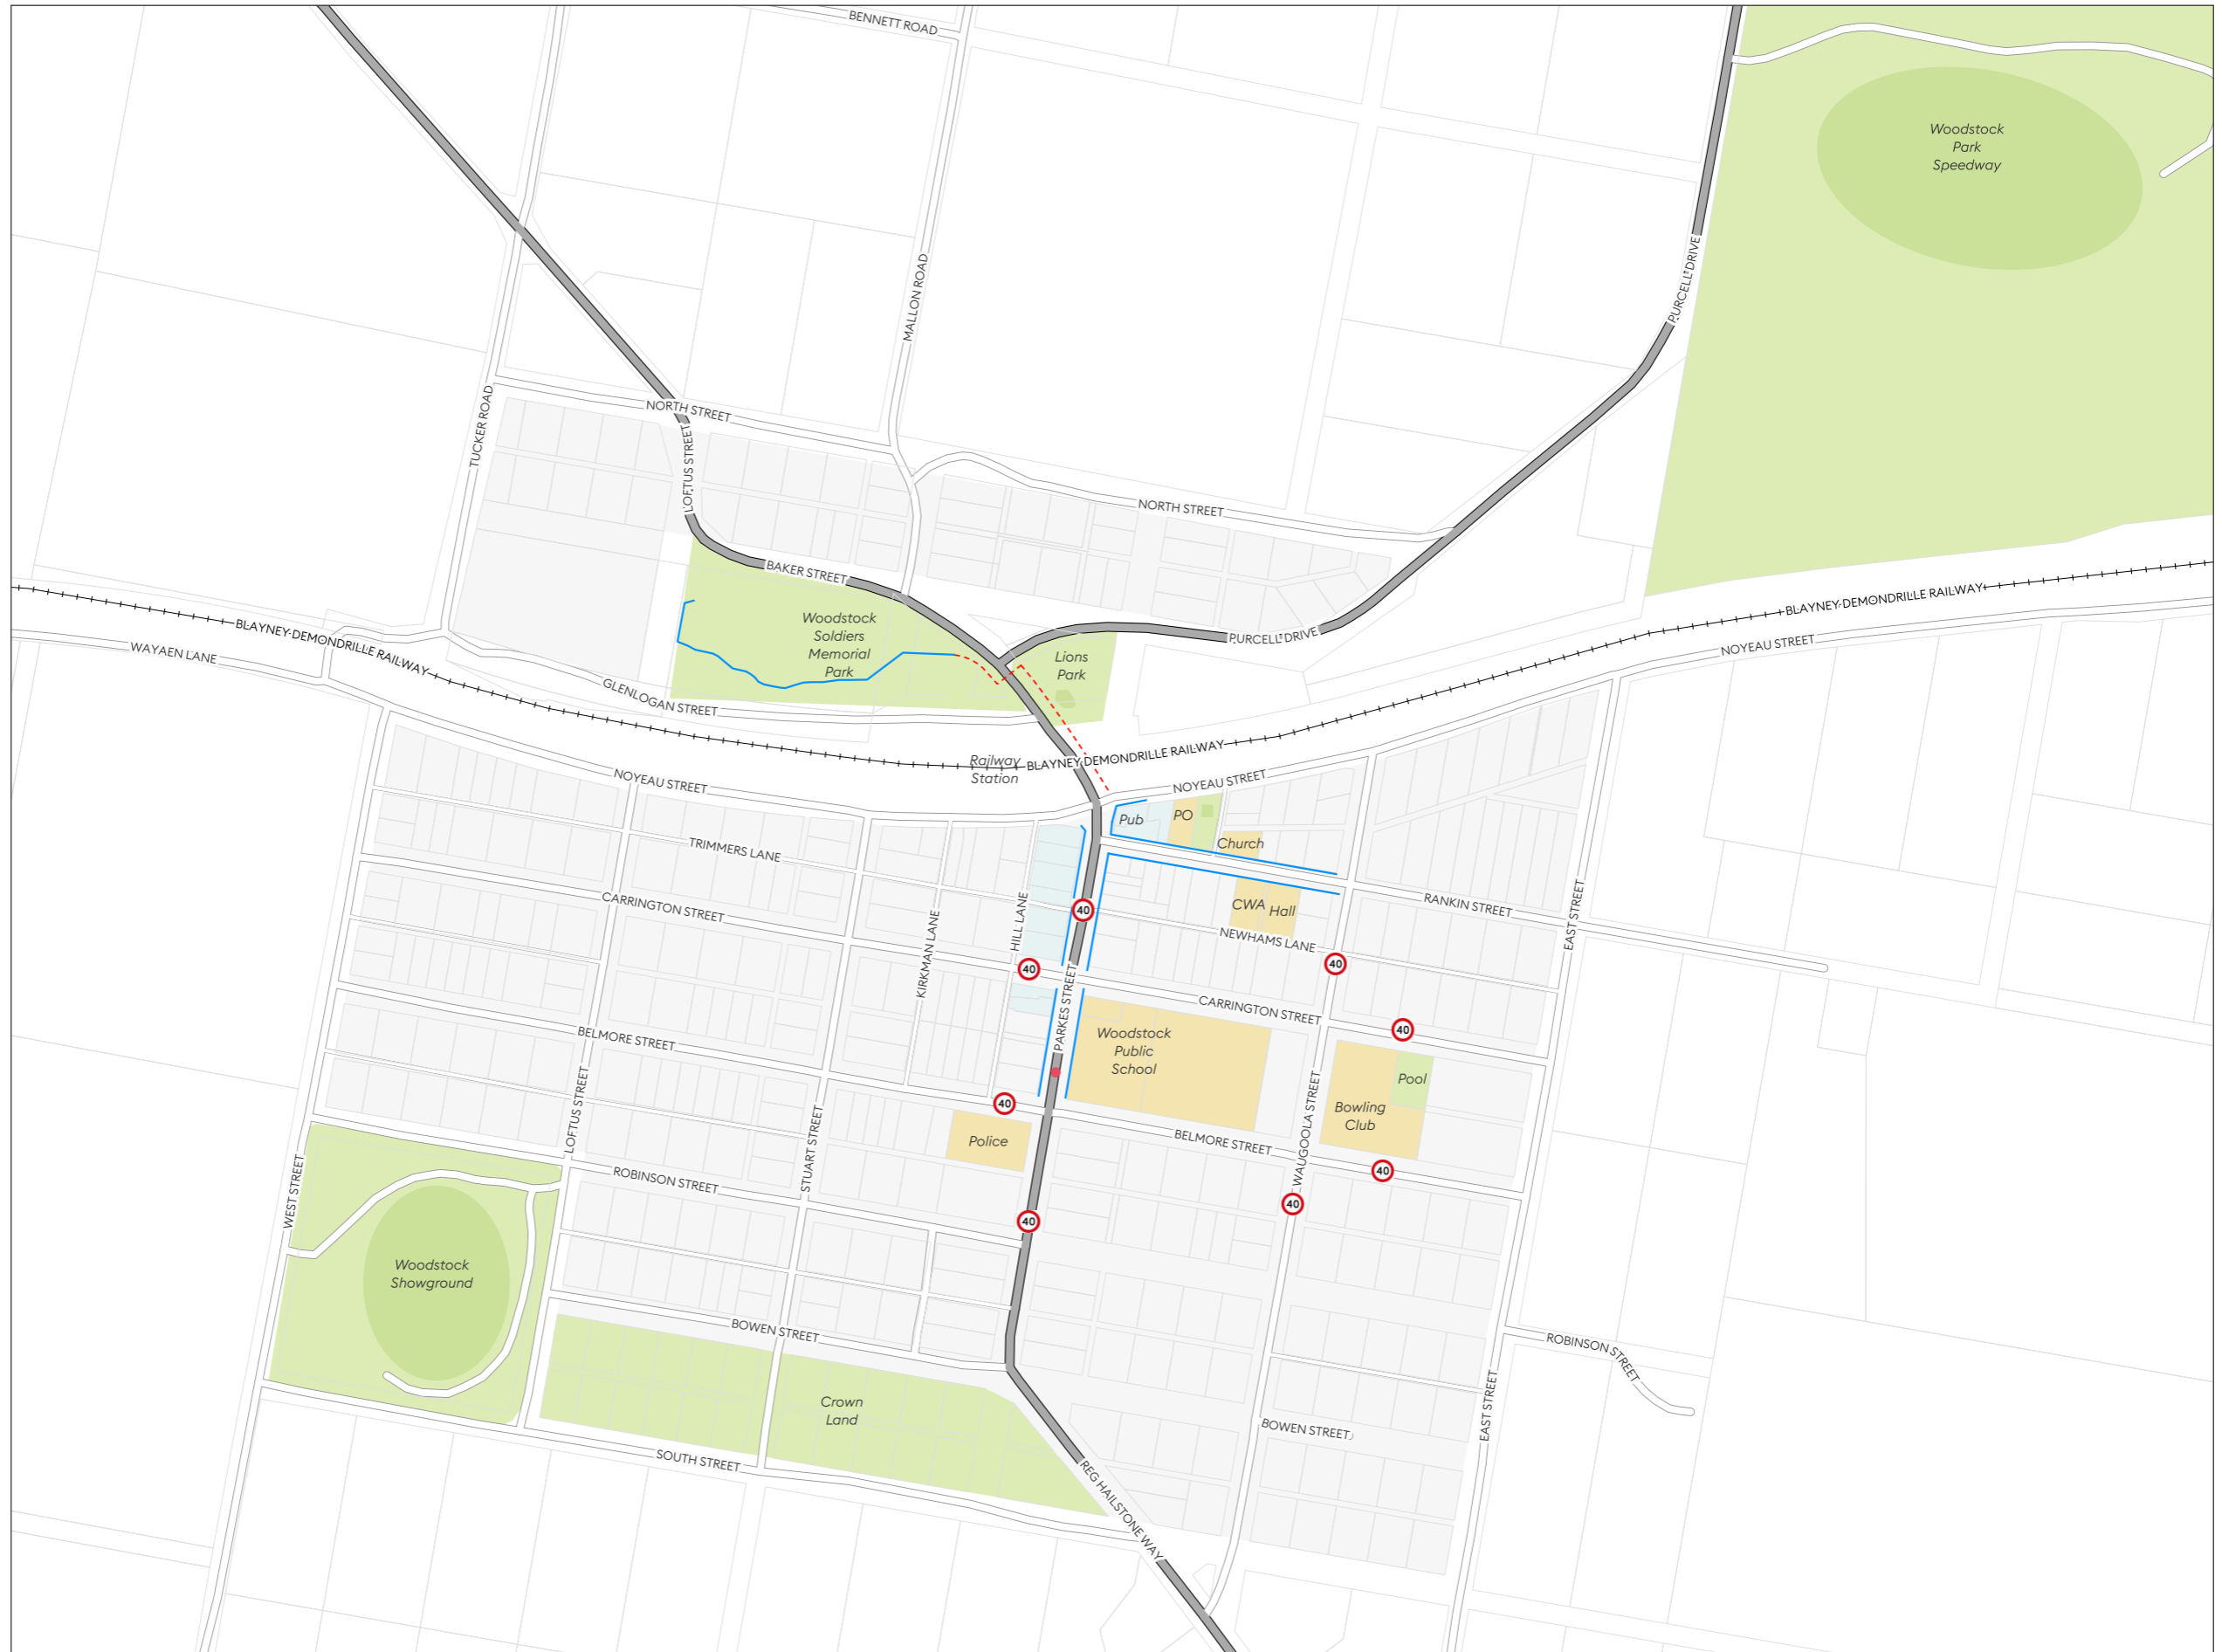 BENNETT ROAD
Woodstock
Park
Speedway
MALLON ROAD
PURCELL DRIVE
TUCKER ROAD
NORTH STREET
LOFTUS STREET
NORTH STREET
BAKER STREET
Woodstock
Soldiers
Memorial
Park
Lions
Park
PURCELL DRIVE
BLAYNEY-DEMONDRILLE RAILWAY
BLAYNEY-DEMONDRILLE RAILWAY
WAYAEN LANE
NOYEAU STREET
GLENLOGAN STREET
Railway
Station
BLAYNEY DEMONDRILLE RAILWAY
NOYEAU STREET
NOYEAU STREET
Pub
PO
Church
TRIMMERS LANE
CARRINGTON STREET
KIRKMAN LANE
HILL LANE
40
CWA Hall
RANKIN STREET
EAST STREET
NEWHAMS LANE
40
40
PARKES STREET
CARRINGTON STREET
40
BELMORE STREET
Woodstock
Public
School
Pool
Bowling
Club
LOFTUS STREET
STUART STREET
40
Police
WAUGOOLA STREET
BELMORE STREET
40
WEST STREET
ROBINSON STREET
40
40
Woodstock
Showground
BOWEN STREET
ROBINSON STREET
Crown
Land
BOWEN STREET
EAST STREET
SOUTH STREET
REG HAILSTONE WAY